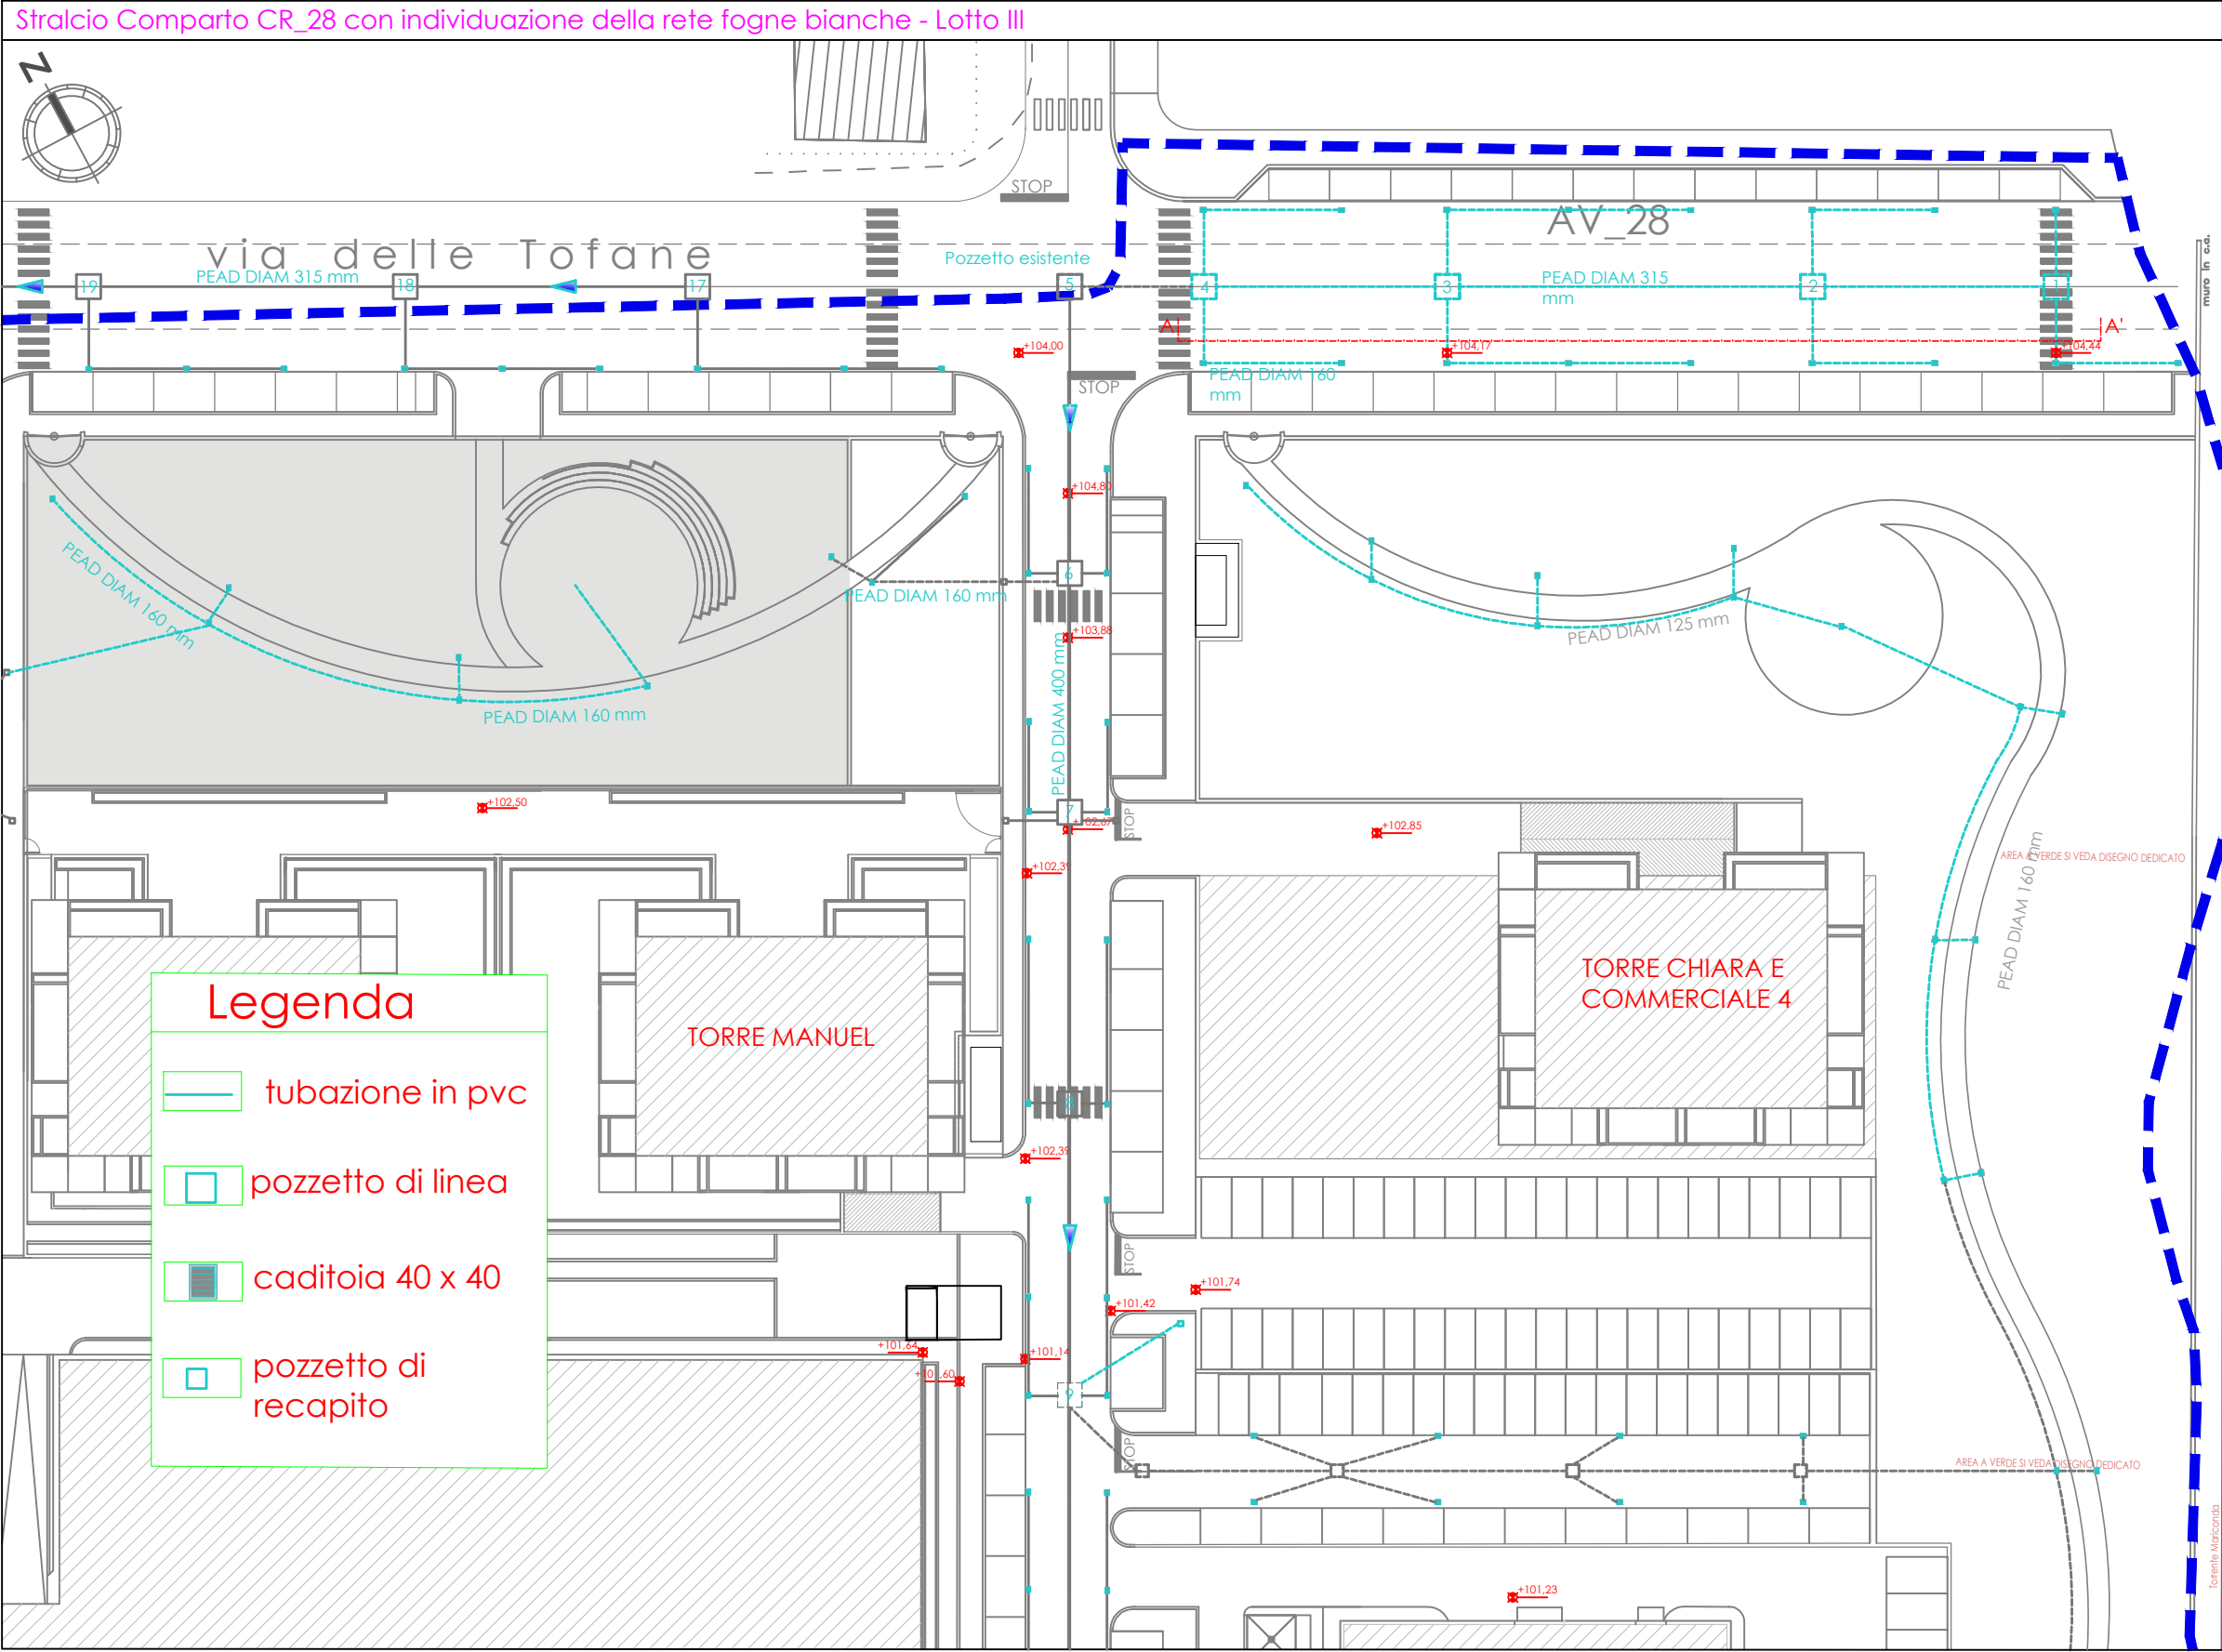 Stralcio Comparto CR_28 con individuazione della rete fogne bianche - Lotto III
N
STOP
AV_28
via delle Tofane
Pozzetto esistente
PEAD DIAM 315 mm
PEAD DIAM 315
mm
19
18
17
5
4
3
2
1
muro in c.a.
A
A'
+104,00
+104,17
+104,44
PEAD DIAM 160
mm
STOP
+104,80
PEAD DIAM 160 mm
6
PEAD DIAM 160 mm
PEAD DIAM 125 mm
+103,88
PEAD DIAM 400 mm
PEAD DIAM 160 mm
+102,50
7
STOP
+102,85
+102,39
AREA A VERDE SI VEDA DISEGNO DEDICATO
PEAD DIAM 160 mm
TORRE CHIARA E
COMMERCIALE 4
TORRE MANUEL
Legenda
tubazione in pvc
pozzetto di linea
caditoia 40 x 40
pozzetto di
recapito
8
+102,39
STOP
+101,74
+101,42
+101,64
+101,14
+101,60
9
STOP
AREA A VERDE SI VEDA DISEGNO DEDICATO
Torrente Mariconda
+101,23